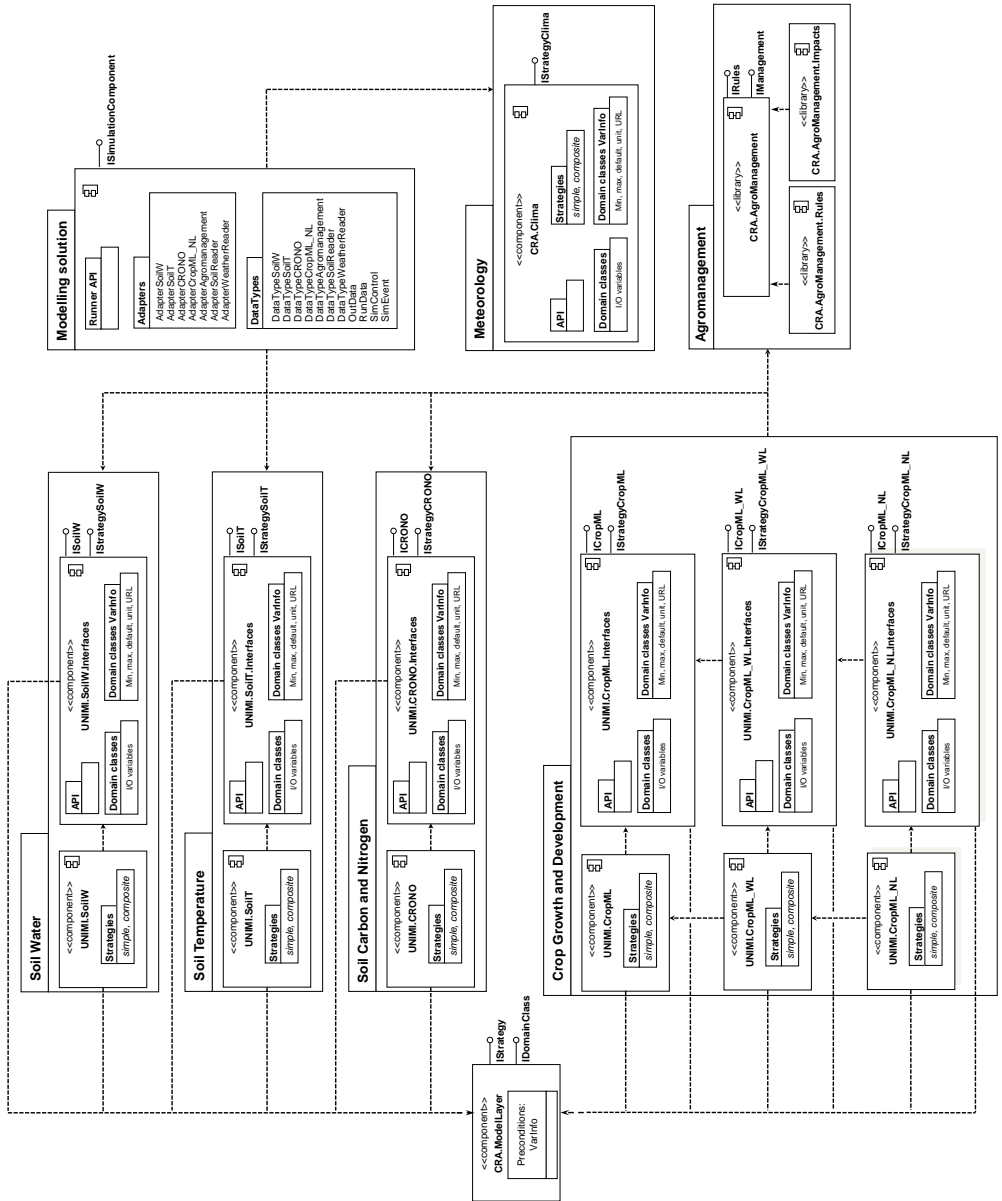 Modelling solution
Runner API
ISimulationComponent
Adapters
AdapterSoilW
AdapterSoilT
AdapterCRONO
AdapterCropML_NL
AdapterAgromanagement
AdapterSoilReader
AdapterWeatherReader
DataTypes
DataTypeSoilW
DataTypeSoilT
DataTypeCRONO
DataTypeCropML_NL
DataTypeAgromanagement
DataTypeSoilReader
DataTypeWeatherReader
OutData
RunData
SimControl
SimEvent
Meteorology
IStrategyClima
<<component>>
CRA.Clima
API
Strategies
simple, composite
Domain classes
I/O variables
Domain classes VarInfo
Min, max, default, unit, URL
Agromanagement
IRules
IManagement
<<library>>
CRA.AgroManagement
<<library>>
CRA.AgroManagement.Rules
<<library>>
CRA.AgroManagement.Impacts
Soil Water
<<component>>
UNIMI.SoilW
Strategies
simple, composite
<<component>>
UNIMI.SoilW.Interfaces
API
Domain classes
I/O variables
Domain classes VarInfo
Min, max, default, unit, URL
ISoilW
IStrategySoilW
Soil Temperature
<<component>>
UNIMI.SoilT
Strategies
simple, composite
<<component>>
UNIMI.SoilT.Interfaces
API
Domain classes
I/O variables
Domain classes VarInfo
Min, max, default, unit, URL
ISoilT
IStrategySoilT
Soil Carbon and Nitrogen
<<component>>
UNIMI.CRONO
Strategies
simple, composite
<<component>>
UNIMI.CRONO.Interfaces
API
Domain classes
I/O variables
Domain classes VarInfo
Min, max, default, unit, URL
ICRONO
IStrategyCRONO
Crop Growth and Development
<<component>>
UNIMI.CropML
Strategies
simple, composite
<<component>>
UNIMI.CropML.Interfaces
API
Domain classes
I/O variables
Domain classes VarInfo
Min, max, default, unit, URL
ICropML
IStrategyCropML
<<component>>
UNIMI.CropML_WL
Strategies
simple, composite
<<component>>
UNIMI.CropML_WL.Interfaces
API
Domain classes
I/O variables
Domain classes VarInfo
Min, max, default, unit, URL
ICropML_WL
IStrategyCropML_WL
<<component>>
UNIMI.CropML_NL
Strategies
simple, composite
<<component>>
UNIMI.CropML_NL.Interfaces
API
Domain classes
I/O variables
Domain classes VarInfo
Min, max, default, unit, URL
ICropML_NL
IStrategyCropML_NL
<<component>>
CRA.ModelLayer
Preconditions:
VarInfo
IStrategy
IDomainClass